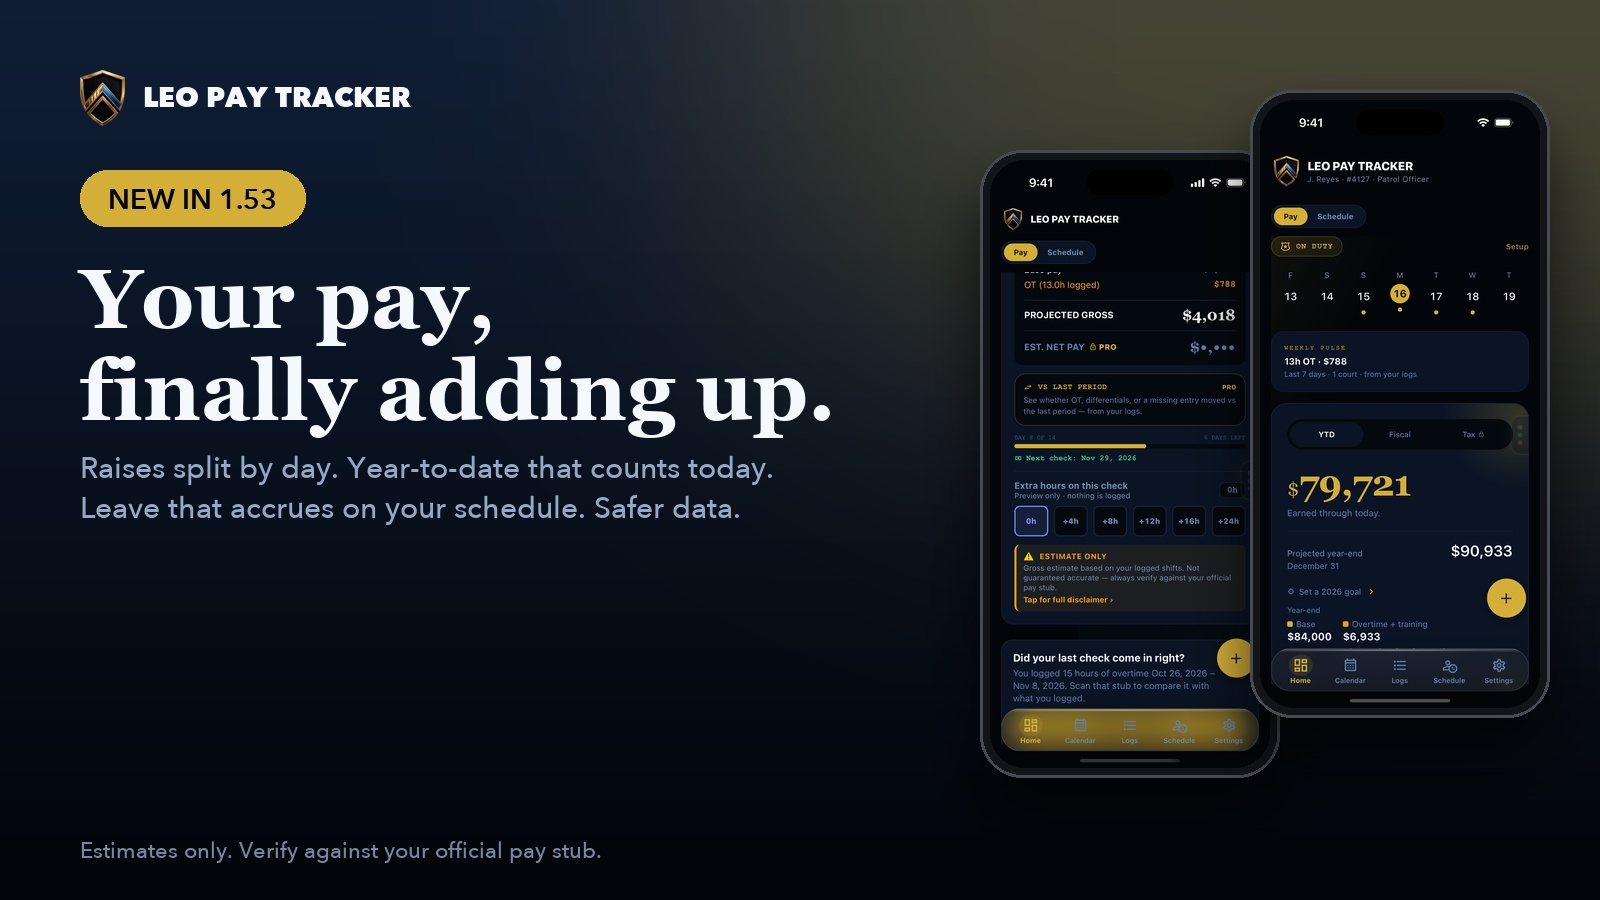 LEO PAY TRACKER
NEW IN 1.53
Your pay,
finally adding up.
Raises split by day. Year-to-date that counts today.
Leave that accrues on your schedule. Safer data.
Estimates only. Verify against your official pay stub.
9:41
LEO PAY TRACKER
Pay
Schedule
OT (13.0h logged)
$788
PROJECTED GROSS
$4,018
EST. NET PAY PRO
$•,•••
VS LAST PERIOD
PRO
See whether OT, differentials, or a missing entry moved vs
the last period — from your logs.
DAY 8 OF 14
6 DAYS LEFT
Next check: Nov 29, 2026
Extra hours on this check
Preview only · nothing is logged
0h
0h
+4h
+8h
+12h
+16h
+24h
ESTIMATE ONLY
Gross estimate based on your logged shifts. Not
guaranteed accurate — always verify against your official
pay stub.
Tap for full disclaimer ›
Did your last check come in right?
You logged 15 hours of overtime Oct 26, 2026 –
Nov 8, 2026. Scan that stub to compare it with
what you logged.
+
Home
Calendar
Logs
Schedule
Settings
9:41
LEO PAY TRACKER
J. Reyes · #4127 · Patrol Officer
Pay
Schedule
ON DUTY
Setup
F S S M T W T
13 14 15 16 17 18 19
WEEKLY PULSE
13h OT · $788
Last 7 days · 1 court · from your logs
YTD
Fiscal
Tax
$79,721
Earned through today.
Projected year-end
$90,933
December 31
Set a 2026 goal ›
Year-end
Base
Overtime + training
$84,000
$6,933
+
Home
Calendar
Logs
Schedule
Settings